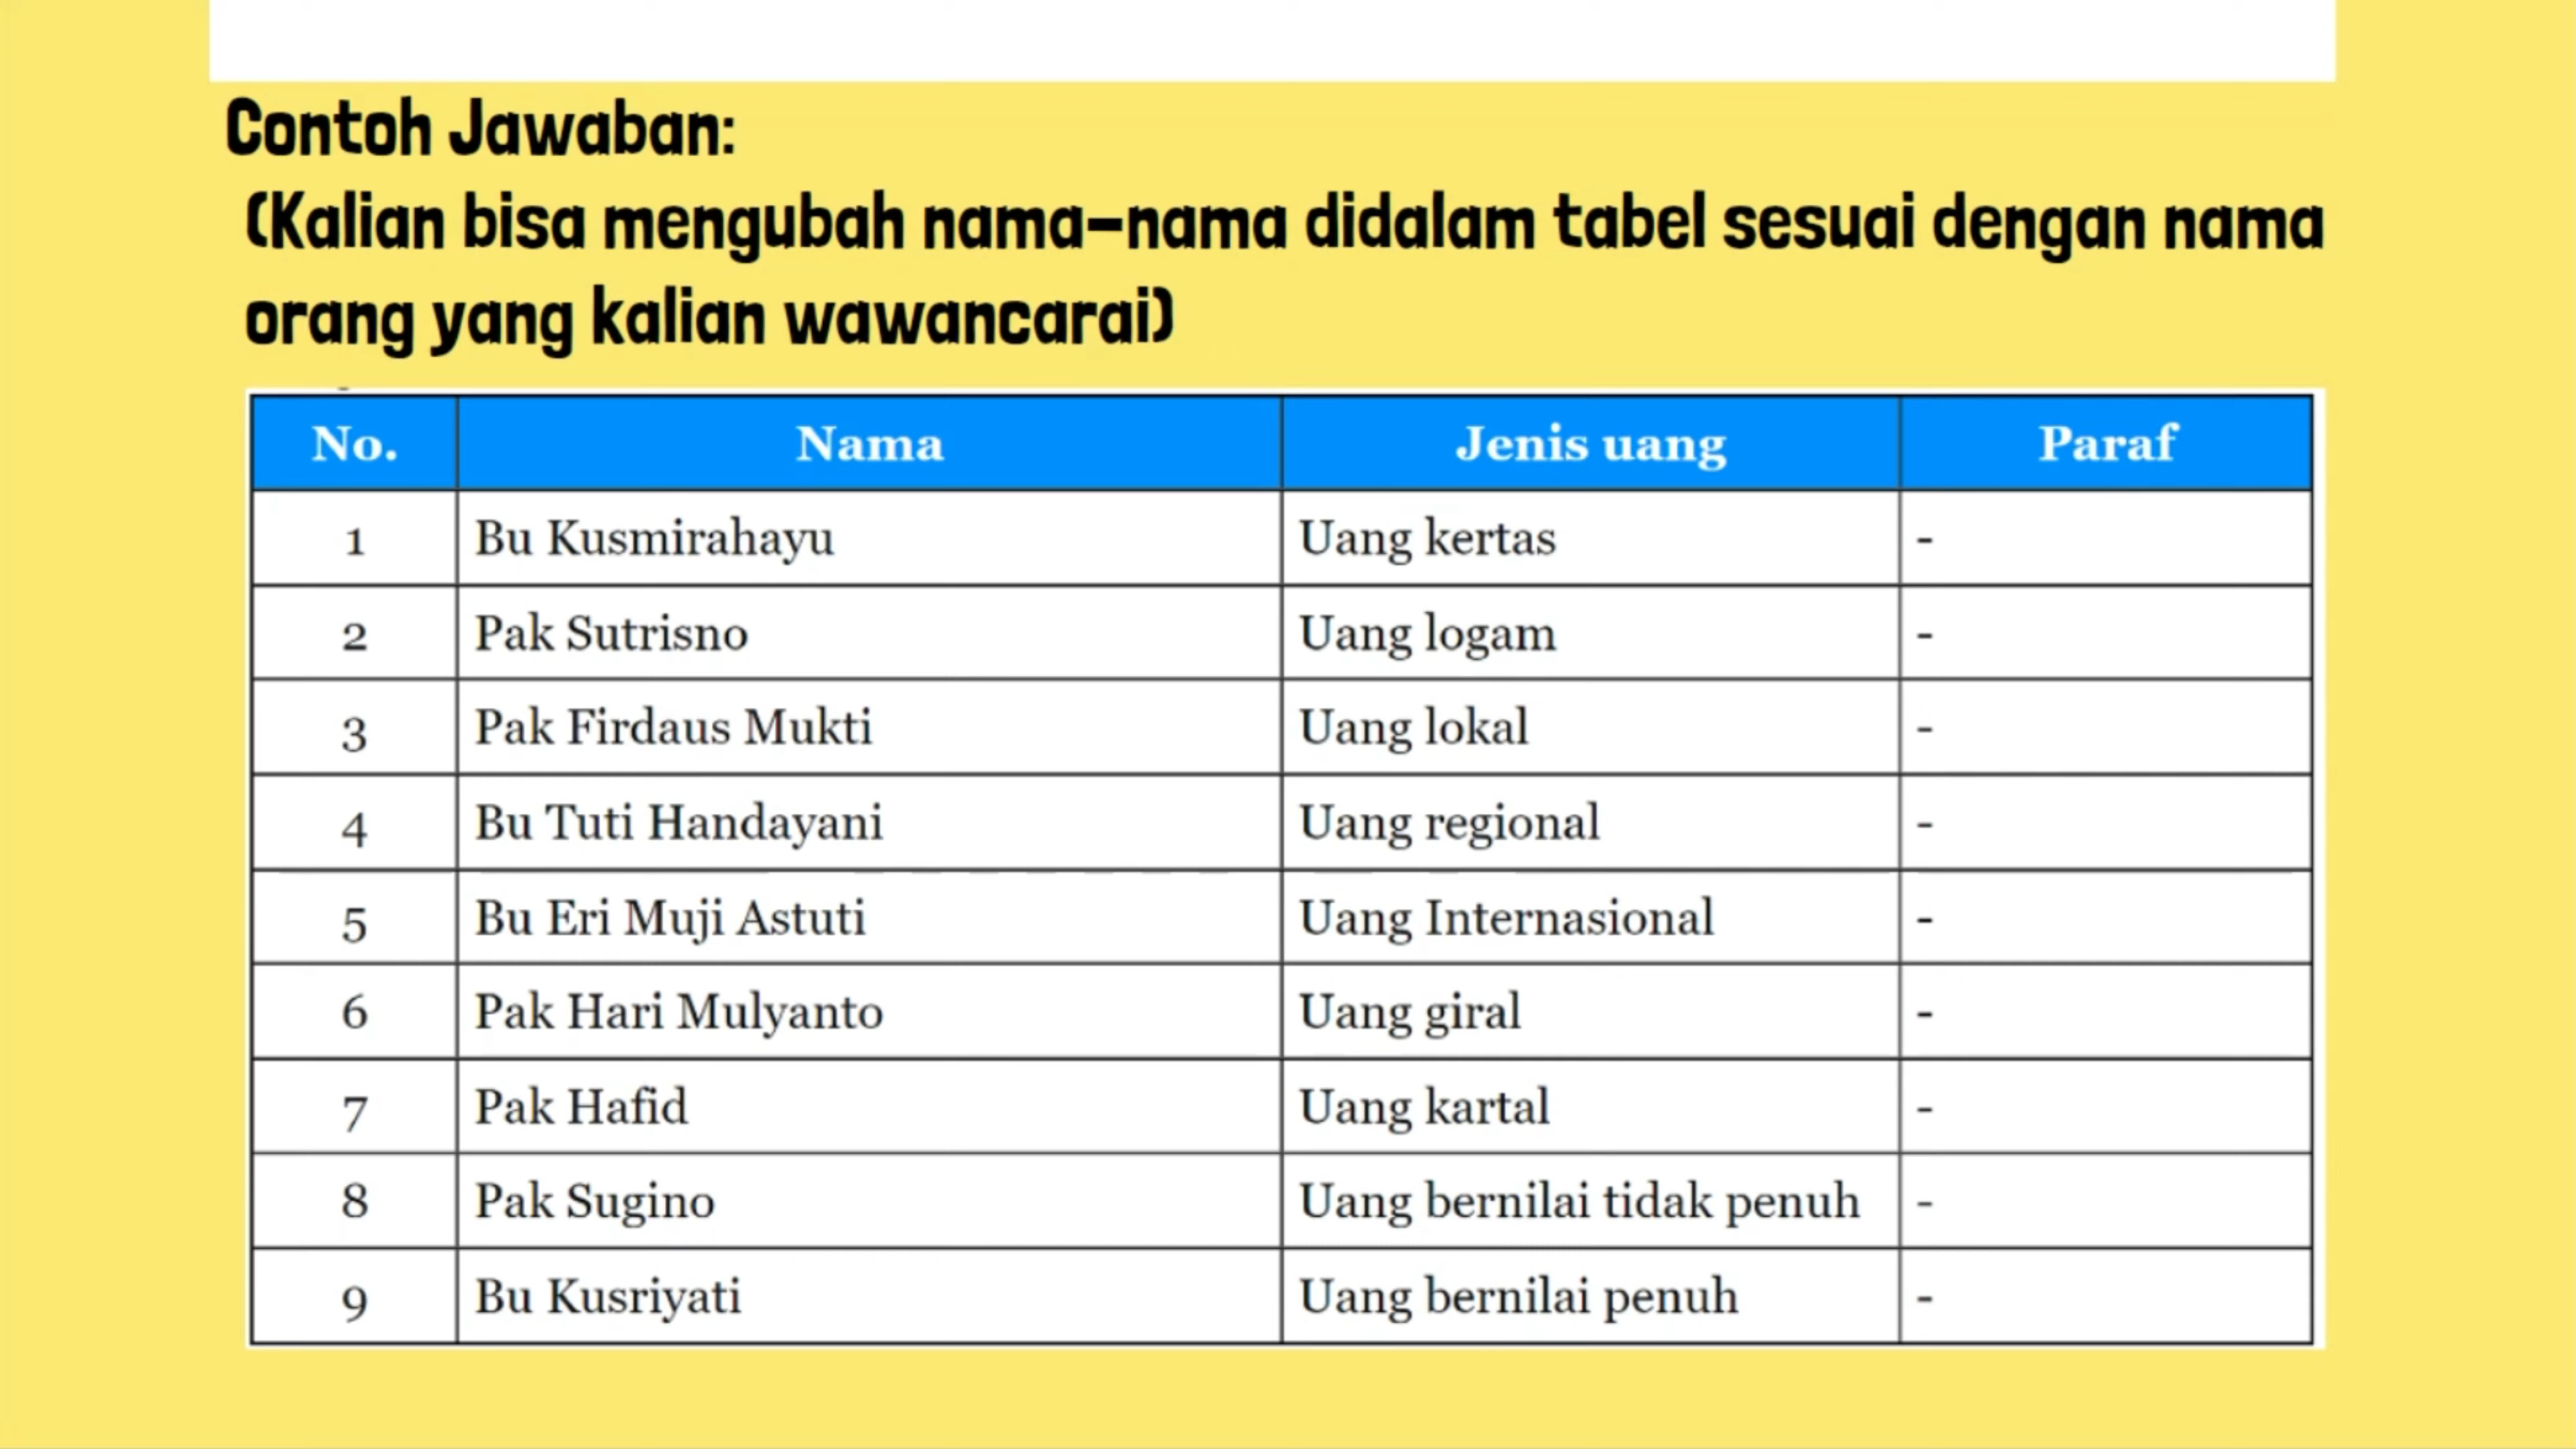 Contoh Jawaban:
(Kalian bisa mengubah nama-nama didalam tabel sesuai dengan nama
orang yang kalian wawancarai)
No. Nama Jenis uang Paraf
1 Bu Kusmirahayu Uang kertas -
2 Pak Sutrisno Uang logam -
3 Pak Firdaus Mukti Uang lokal -
4 Bu Tuti Handayani Uang regional -
5 Bu Eri Muji Astuti Uang Internasional -
6 Pak Hari Mulyanto Uang giral -
7 Pak Hafid Uang kartal -
8 Pak Sugino Uang bernilai tidak penuh -
9 Bu Kusriyati Uang bernilai penuh -